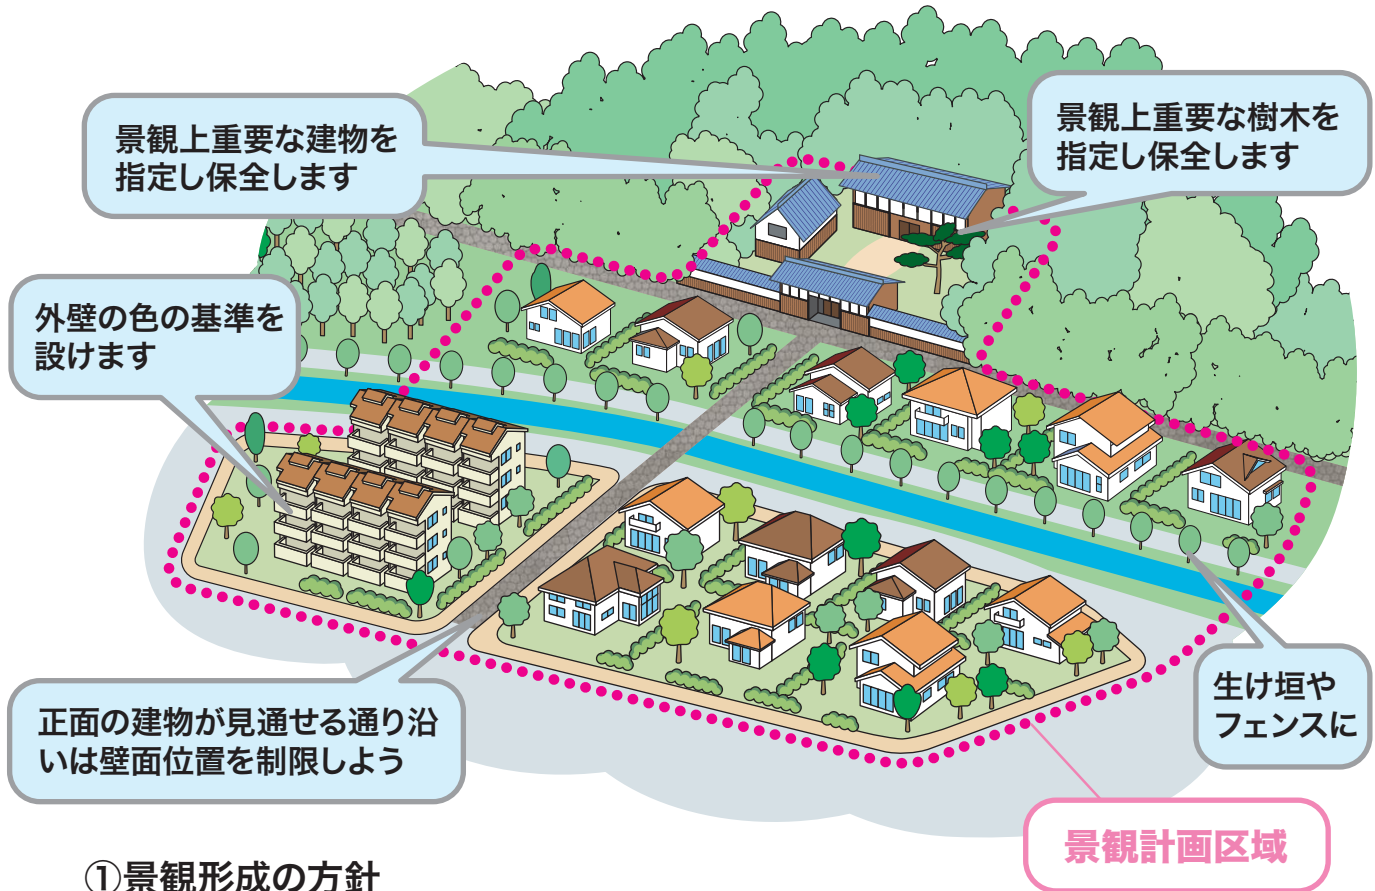 景観上重要な建物を
指定し保全します
景観上重要な樹木を
指定し保全します
外壁の色の基準を
設けます
正面の建物が見通せる通り沿
いは壁面位置を制限しよう
生け垣や
フェンスに
景観計画区域
①景観形成の方針